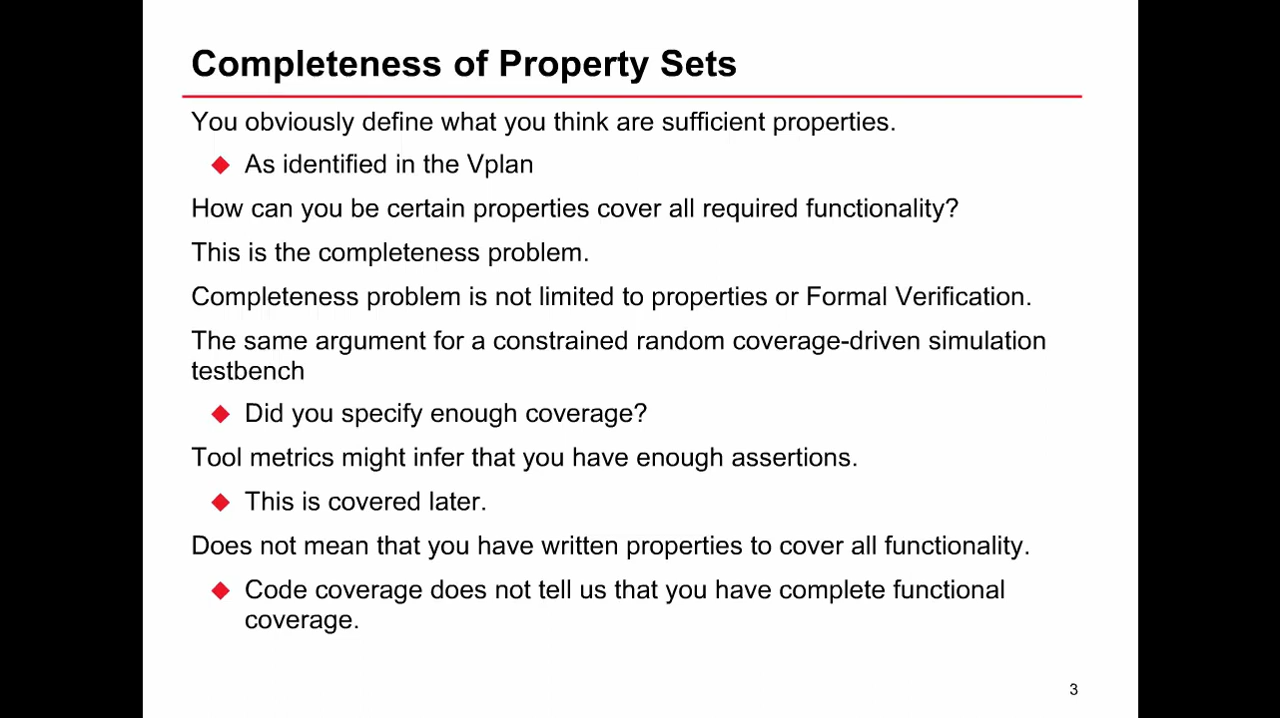 Completeness of Property Sets
You obviously define what you think are sufficient properties.
As identified in the Vplan
How can you be certain properties cover all required functionality?
This is the completeness problem.
Completeness problem is not limited to properties or Formal Verification.
The same argument for a constrained random coverage-driven simulation
testbench
Did you specify enough coverage?
Tool metrics might infer that you have enough assertions.
This is covered later.
Does not mean that you have written properties to cover all functionality.
Code coverage does not tell us that you have complete functional
coverage.
3